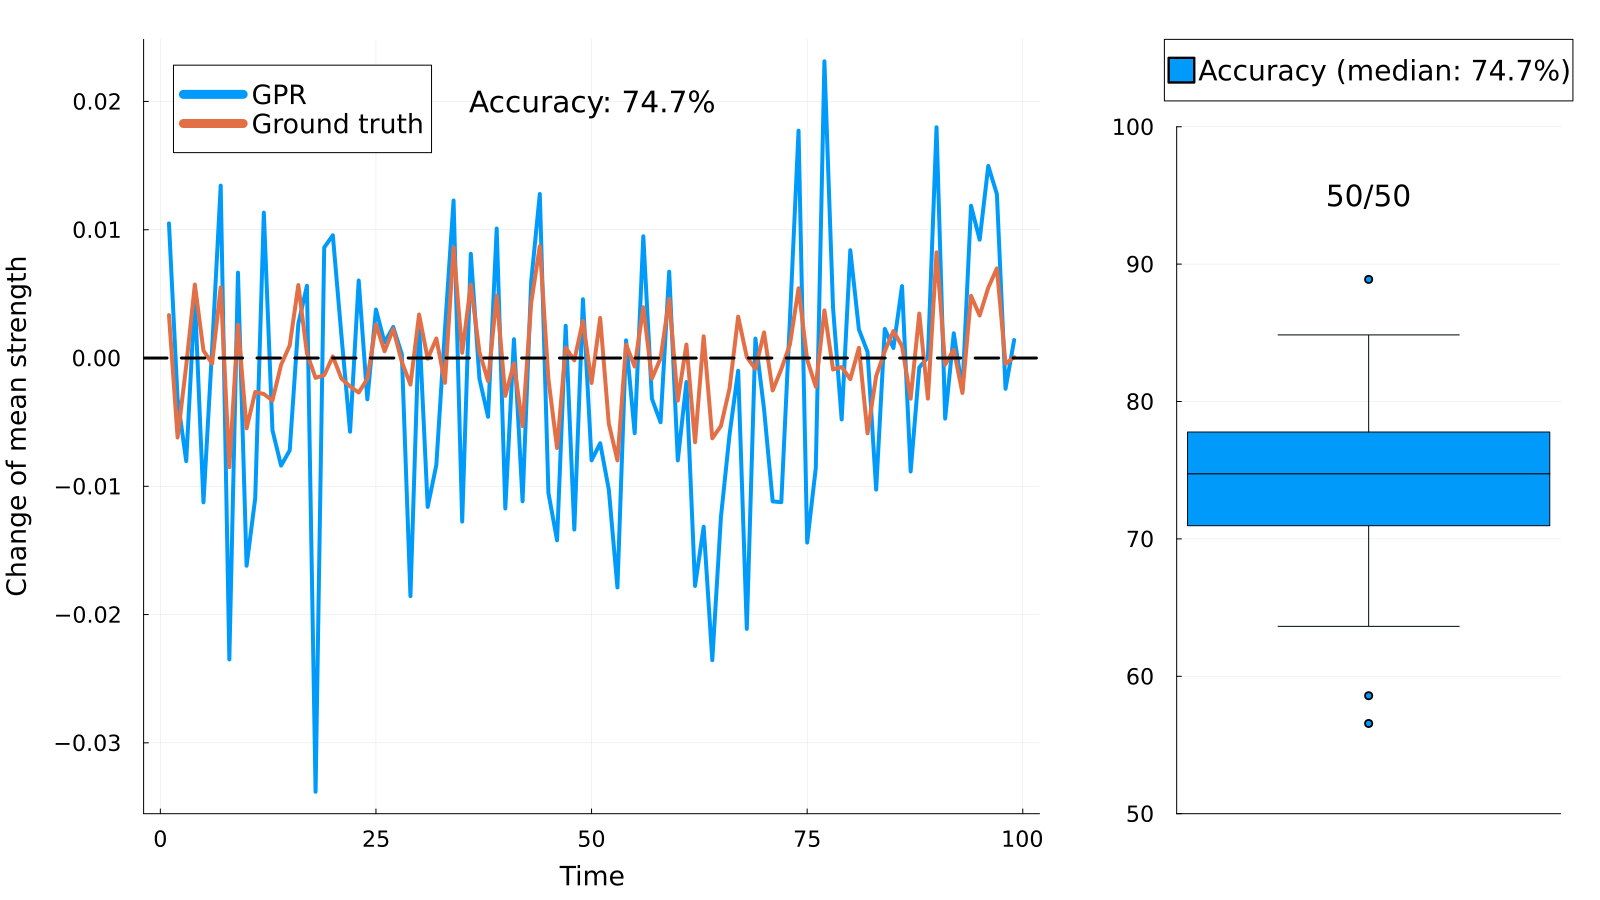 GPR
Ground truth
Accuracy: 74.7%
Change of mean strength
0.02
0.01
0.00
−0.01
−0.02
−0.03
0 25 50 75 100
Time
Accuracy (median: 74.7%)
50/50
100
90
80
70
60
50